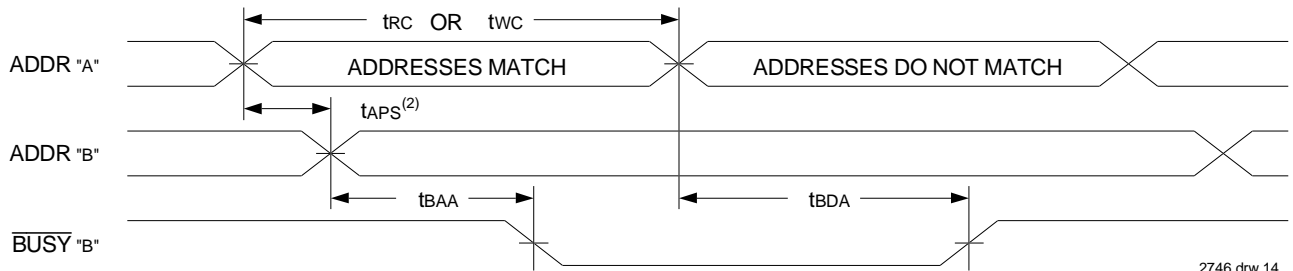 tRC OR tWC
ADDR "A"
ADDRESSES MATCH
ADDRESSES DO NOT MATCH
tAPS(2)
ADDR "B"
tBAA
tBDA
BUSY "B"
2746 drw 14